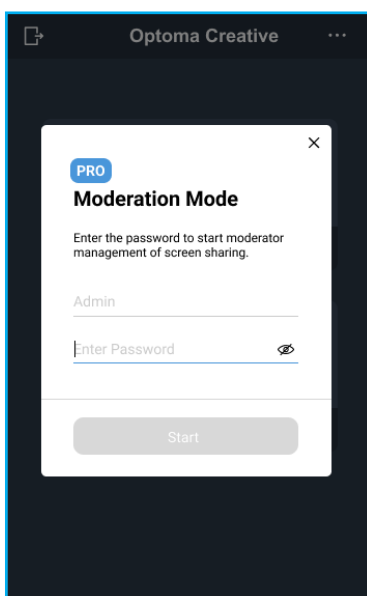 Optoma Creative
PRO
Moderation Mode
Enter the password to start moderator
management of screen sharing.
Admin
Enter Password
Start